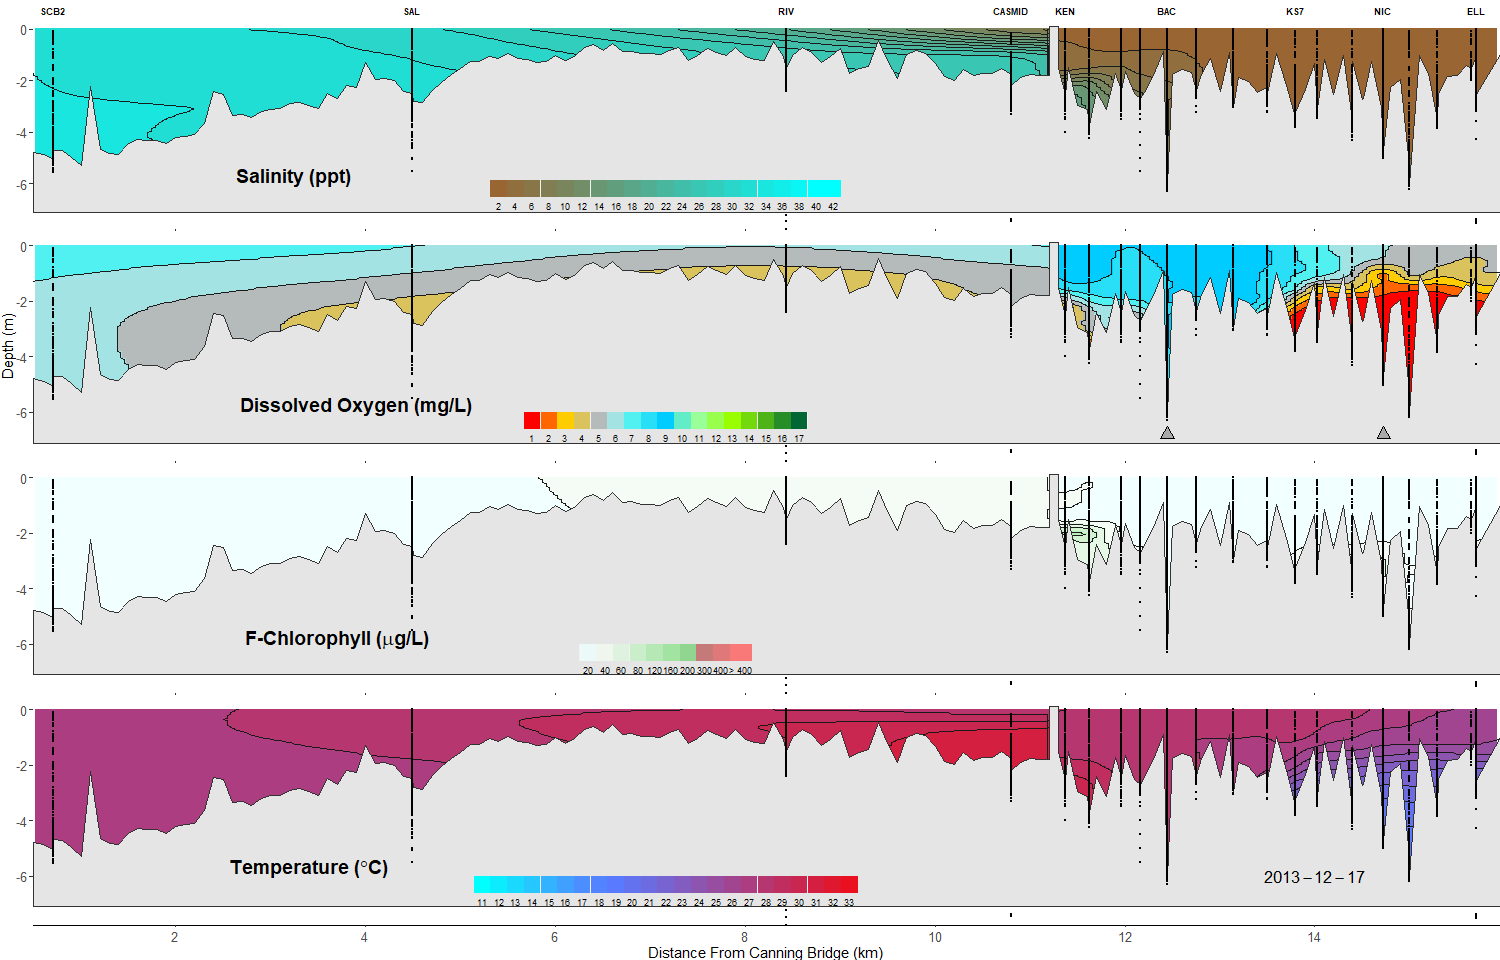 SCB2 SAL RIV CASMID KEN BAC KS7 NIC ELL
0
-2
-4
-6
Salinity (ppt)
2 4 6 8 10 12 14 16 18 20 22 24 26 28 30 32 34 36 38 40 42
0
-2
-4
-6
Depth (m)
Dissolved Oxygen (mg/L)
1 2 3 4 5 6 7 8 9 10 11 12 13 14 15 16 17
0
-2
-4
-6
F-Chlorophyll (μg/L)
20 40 60 80 120 160 200 300 400 > 400
0
-2
-4
-6
Temperature (°C)
11 12 13 14 15 16 17 18 19 20 21 22 23 24 25 26 27 28 29 30 31 32 33
2013−12−17
2 4 6 8 10 12 14
Distance From Canning Bridge (km)